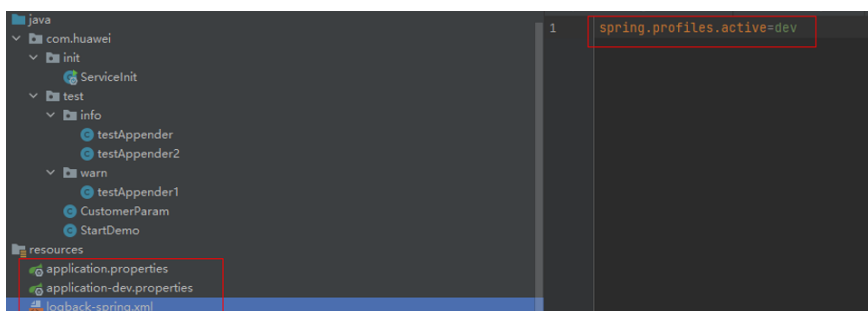 java
com.huawei
init
ServiceInit
test
info
testAppender
testAppender2
warn
testAppender1
CustomerParam
StartDemo
resources
application.properties
application-dev.properties
logback-spring.xml
1 spring.profiles.active=dev